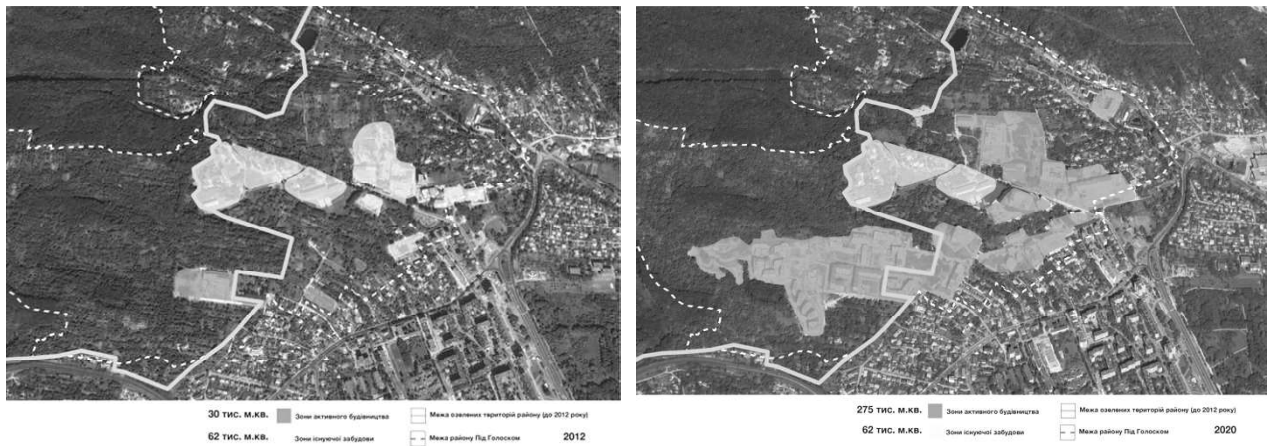 30 тис. м.кв. Зони активного будівництва Межа озелених територій району (до 2012 року)
62 тис. м.кв. Зони існуючої забудови Межа району Під Голоском 2012
275 тис. м.кв. Зони активного будівництва Межа озелених територій району (до 2012 року)
62 тис. м.кв. Зони існуючої забудови Межа району Під Голоском 2020